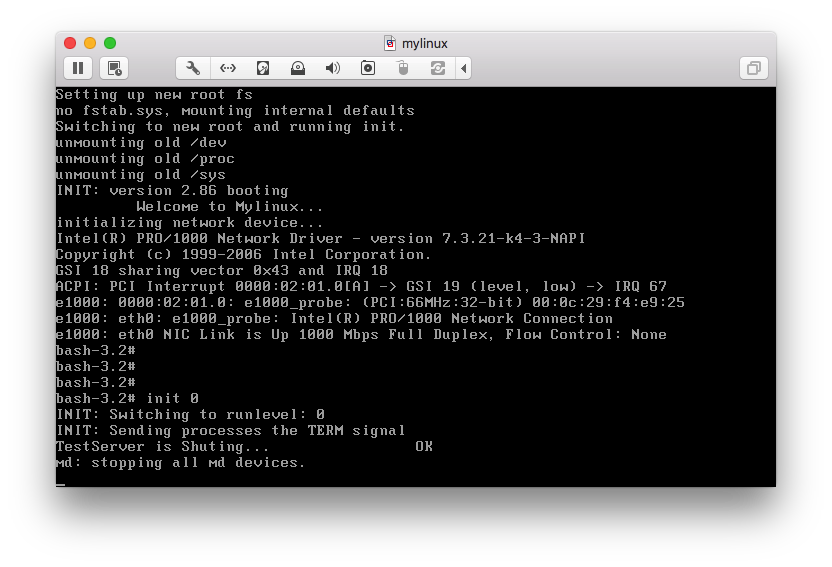 mylinux
Setting up new root fs
no fstab.sys, mounting internal defaults
Switching to new root and running init.
unmounting old /dev
unmounting old /proc
unmounting old /sys
INIT: version 2.86 booting
Welcome to Mylinux...
initializing network device...
Intel(R) PRO/1000 Network Driver - version 7.3.21-k4-3-NAPI
Copyright (c) 1999-2006 Intel Corporation.
GSI 18 sharing vector 0x43 and IRQ 18
ACPI: PCI Interrupt 0000:02:01.0[A] -> GSI 19 (level, low) -> IRQ 67
e1000: 0000:02:01.0: e1000_probe: (PCI:66MHz:32-bit) 00:0c:29:f4:e9:25
e1000: eth0: e1000_probe: Intel(R) PRO/1000 Network Connection
e1000: eth0 NIC Link is Up 1000 Mbps Full Duplex, Flow Control: None
bash-3.2#
bash-3.2#
bash-3.2#
bash-3.2# init 0
INIT: Switching to runlevel: 0
INIT: Sending processes the TERM signal
TestServer is Shuting... OK
md: stopping all md devices.
_